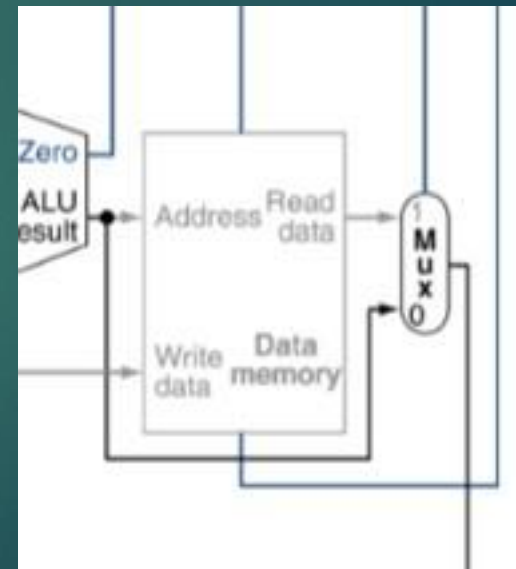 Zero
ALU
esult
Address
Read
data
Write
data
Data
memory
1
M
u
x
0